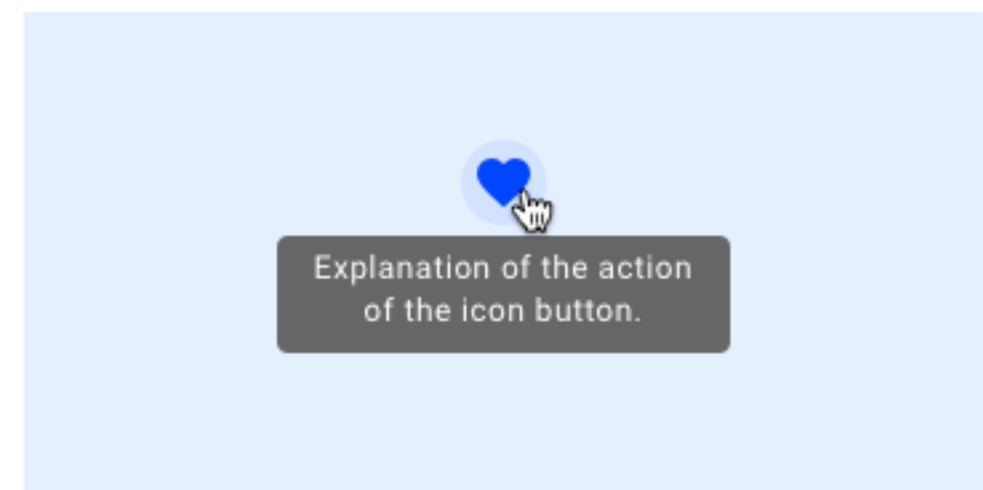 Explanation of the action
of the icon button.